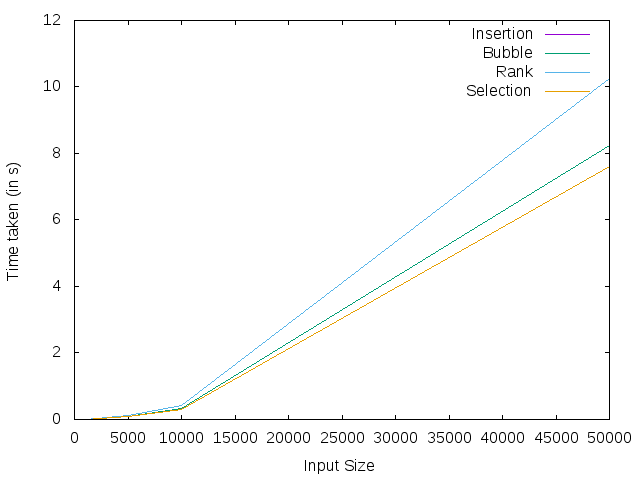 12
10
8
6
4
2
0
Time taken (in s)
Insertion
Bubble
Rank
Selection
0 5000 10000 15000 20000 25000 30000 35000 40000 45000 50000
Input Size